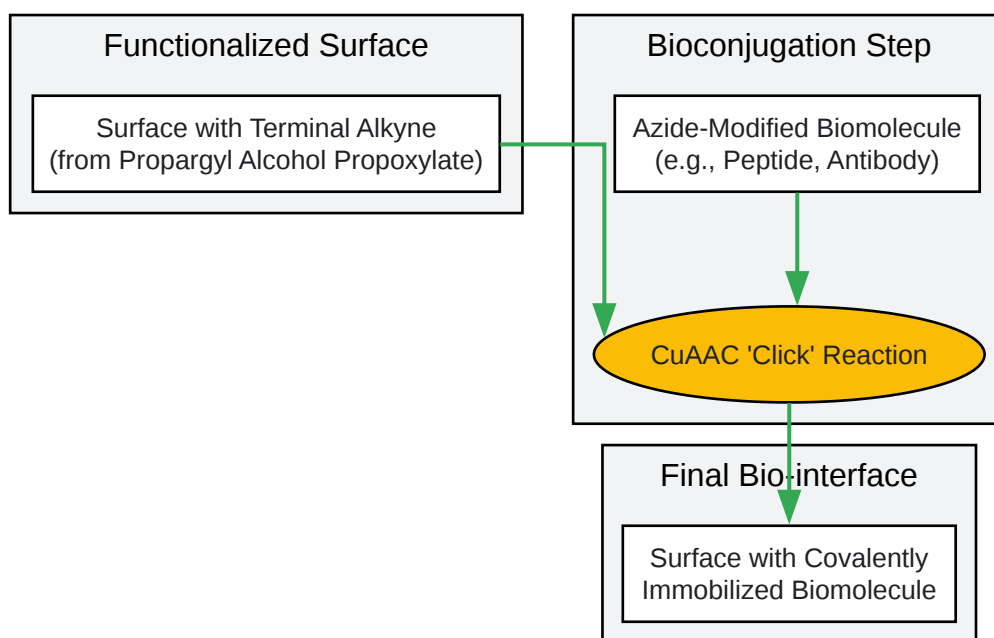 Functionalized Surface
Surface with Terminal Alkyne
(from Propargyl Alcohol Propoxylate)
Bioconjugation Step
Azide-Modified Biomolecule
(e.g., Peptide, Antibody)
CuAAC 'Click' Reaction
Final Bio-interface
Surface with Covalently
Immobilized Biomolecule